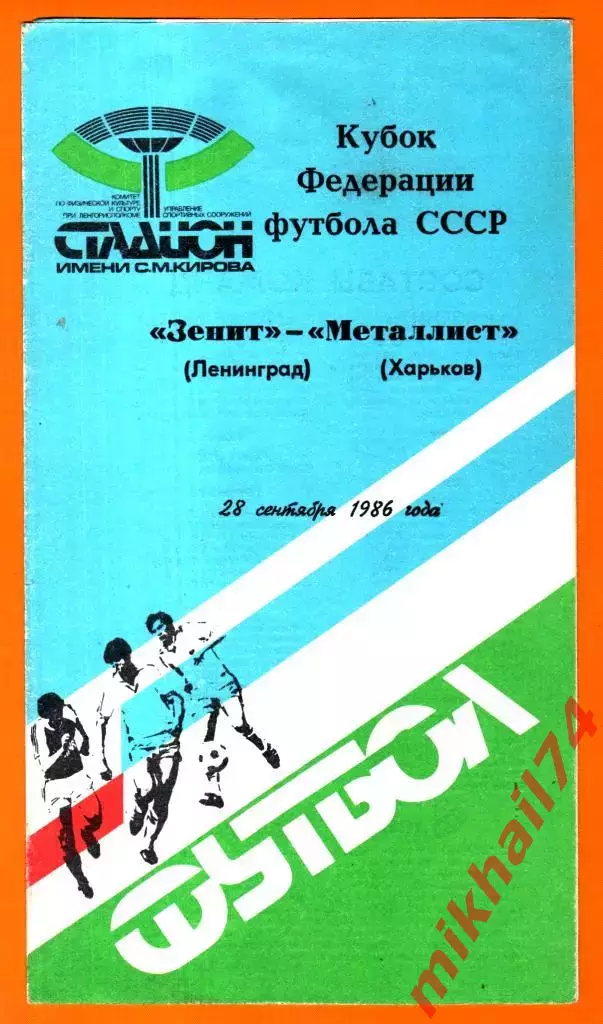 КОМИТЕТ
ПО ФИЗИЧЕСКОЙ КУЛЬТУРЕ
И СПОРТУ
ПРИ ЛЕНГОРИСПОЛКОМЕ
УПРАВЛЕНИЕ
СПОРТИВНЫХ СООРУЖЕНИЙ
СТАДИОН
ИМЕНИ С.М.КИРОВА
Кубок
Федерации
футбола СССР
«Зенит» – «Металлист»
(Ленинград) (Харьков)
28 сентября 1986 года
ФУТБОЛ
mikhail74